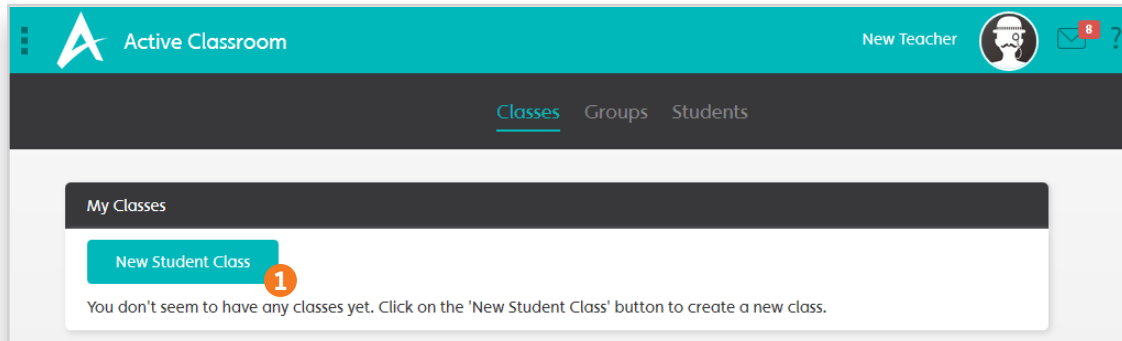 Active Classroom
New Teacher
8
?
Classes Groups Students
My Classes
New Student Class
1
You don't seem to have any classes yet. Click on the 'New Student Class' button to create a new class.